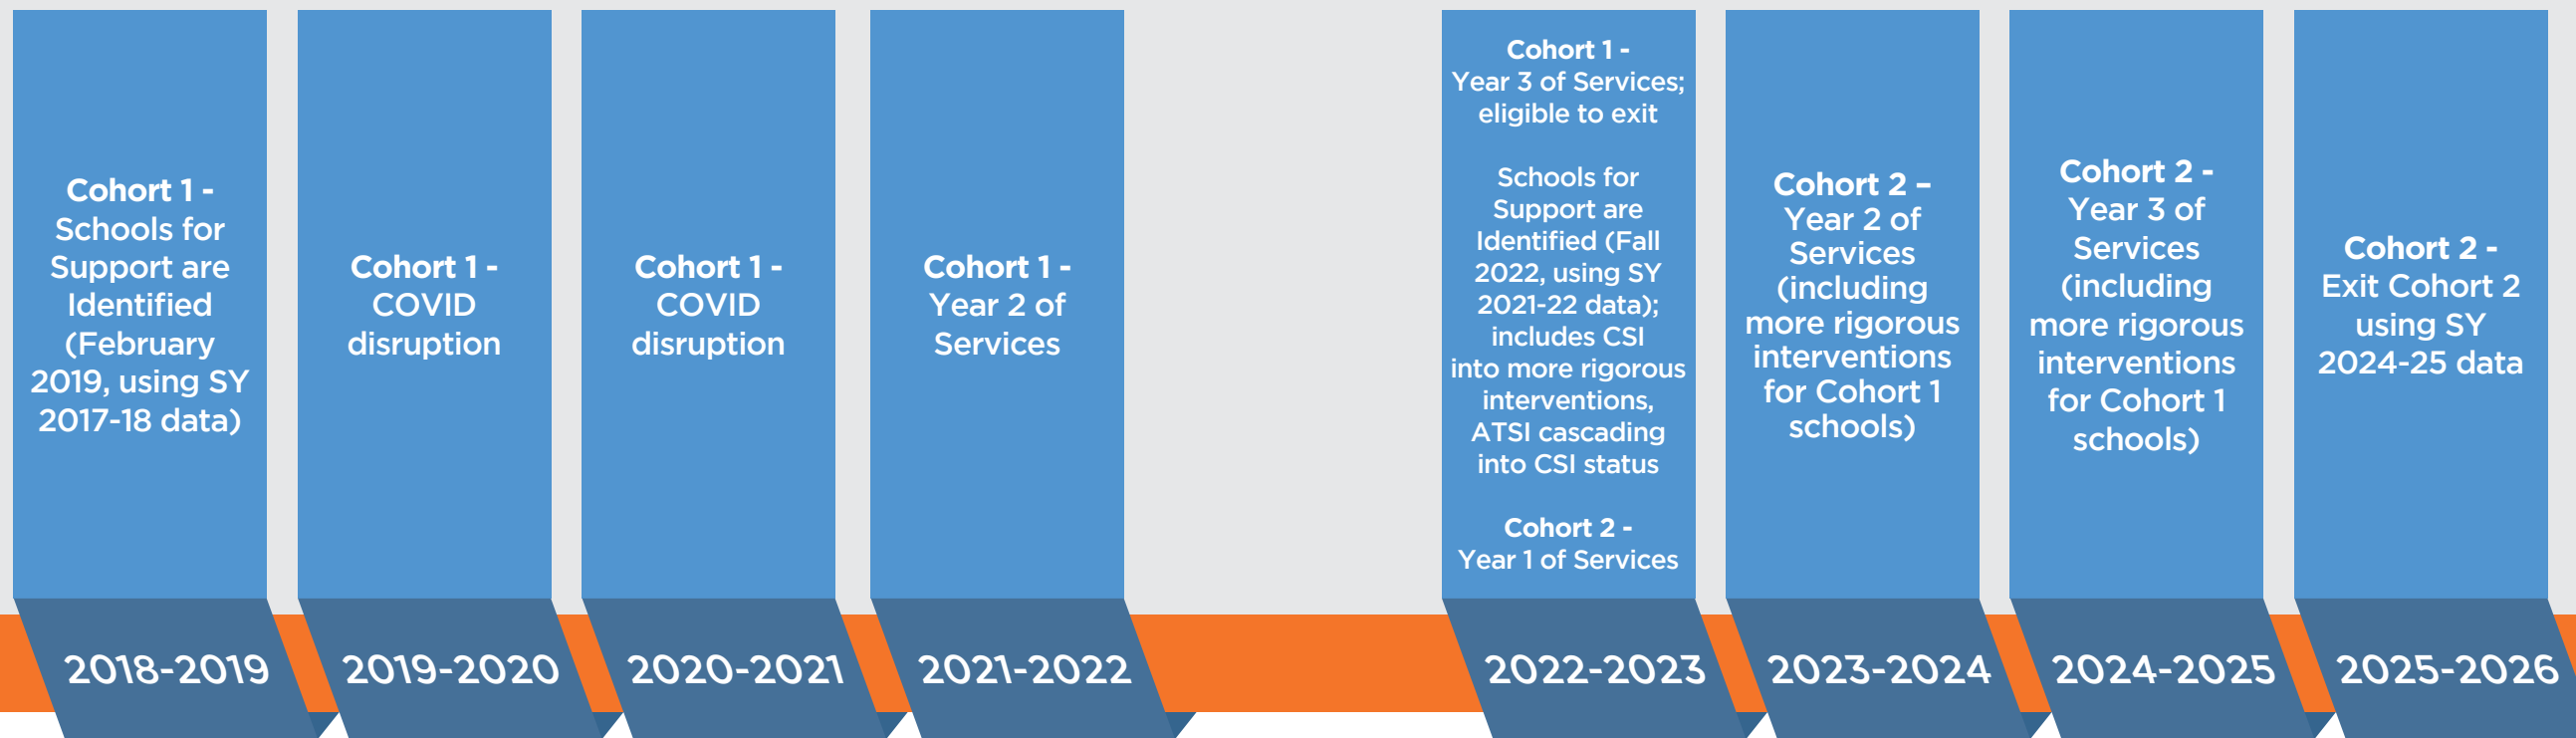 Cohort 1 -
Schools for
Support are
Identified
(February
2019, using SY
2017-18 data)
2018-2019
Cohort 1 -
COVID
disruption
2019-2020
Cohort 1 -
COVID
disruption
2020-2021
Cohort 1 -
Year 2 of
Services
2021-2022
Cohort 1 -
Year 3 of Services;
eligible to exit
Schools for
Support are
Identified (Fall
2022, using SY
2021-22 data);
includes CSI
into more rigorous
interventions,
ATSI cascading
into CSI status
Cohort 2 -
Year 1 of Services
2022-2023
Cohort 2 –
Year 2 of
Services
(including
more rigorous
interventions
for Cohort 1
schools)
2023-2024
Cohort 2 -
Year 3 of
Services
(including
more rigorous
interventions
for Cohort 1
schools)
2024-2025
Cohort 2 -
Exit Cohort 2
using SY
2024-25 data
2025-2026